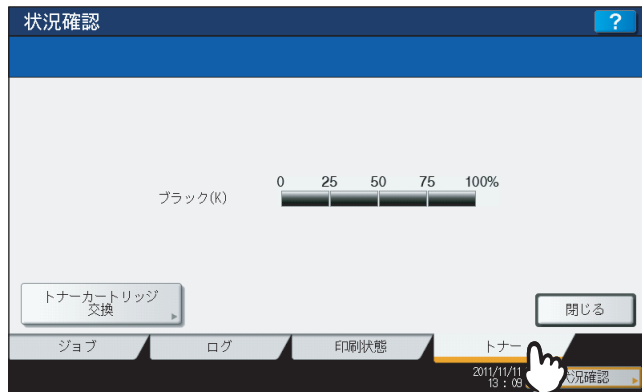 状況確認
?
0 25 50 75 100%
ブラック(K)
トナーカートリッジ
交換
閉じる
ジョブ ログ 印刷状態 トナー
2011/11/11
13 : 09
状況確認